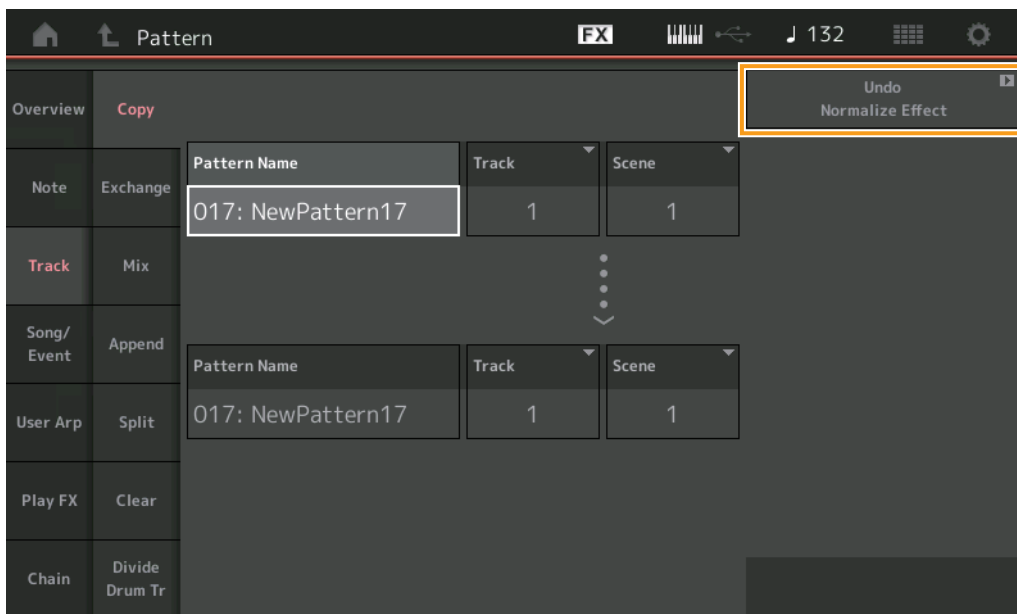 Pattern
FX
♩ 132
Overview
Copy
Undo
Normalize Effect
Note
Exchange
Pattern Name
Track
Scene
017: NewPattern17
1
1
Track
Mix
Song/
Event
Append
Pattern Name
Track
Scene
017: NewPattern17
1
1
User Arp
Split
Play FX
Clear
Chain
Divide
Drum Tr